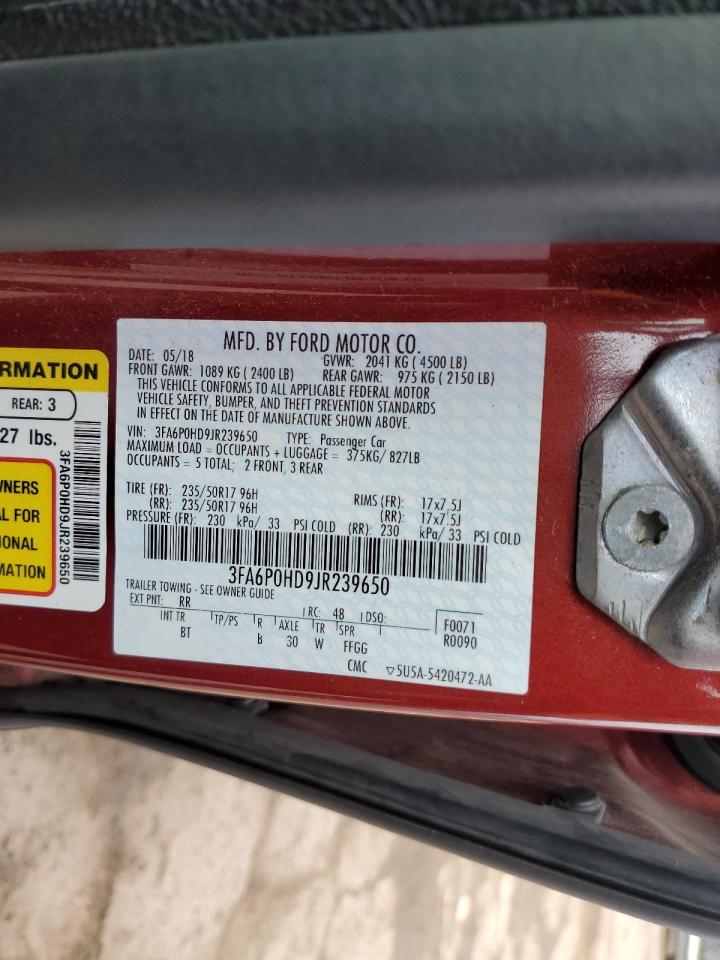 MFD. BY FORD MOTOR CO.
DATE: 05/18 GVWR: 2041 KG ( 4500 LB)
FRONT GAWR: 1089 KG ( 2400 LB) REAR GAWR: 975 KG ( 2150 LB)
THIS VEHICLE CONFORMS TO ALL APPLICABLE FEDERAL MOTOR
VEHICLE SAFETY, BUMPER, AND THEFT PREVENTION STANDARDS
IN EFFECT ON THE DATE OF MANUFACTURE SHOWN ABOVE.
VIN: 3FA6P0HD9JR239650 TYPE: Passenger Car
MAXIMUM LOAD = OCCUPANTS + LUGGAGE = 375KG/ 827LB
OCCUPANTS = 5 TOTAL; 2 FRONT, 3 REAR
TIRE (FR): 235/50R17 96H RIMS (FR): 17x7.5J
(RR): 235/50R17 96H (RR): 17x7.5J
PRESSURE (FR): 230 kPa/ 33 PSI COLD (RR): 230 kPa/ 33 PSI COLD
3FA6P0HD9JR239650
TRAILER TOWING - SEE OWNER GUIDE
EXT PNT: RR RC: 48 DSO: F0071
INT TR TP/PS R AXLE TR SPR R0090
BT B 30 W FFGG
CMC ▽5U5A-5420472-AA
ORMATION
REAR: 3
27 lbs.
WNERS
AL FOR
IONAL
MATION
3FA6P0HD9JR239650